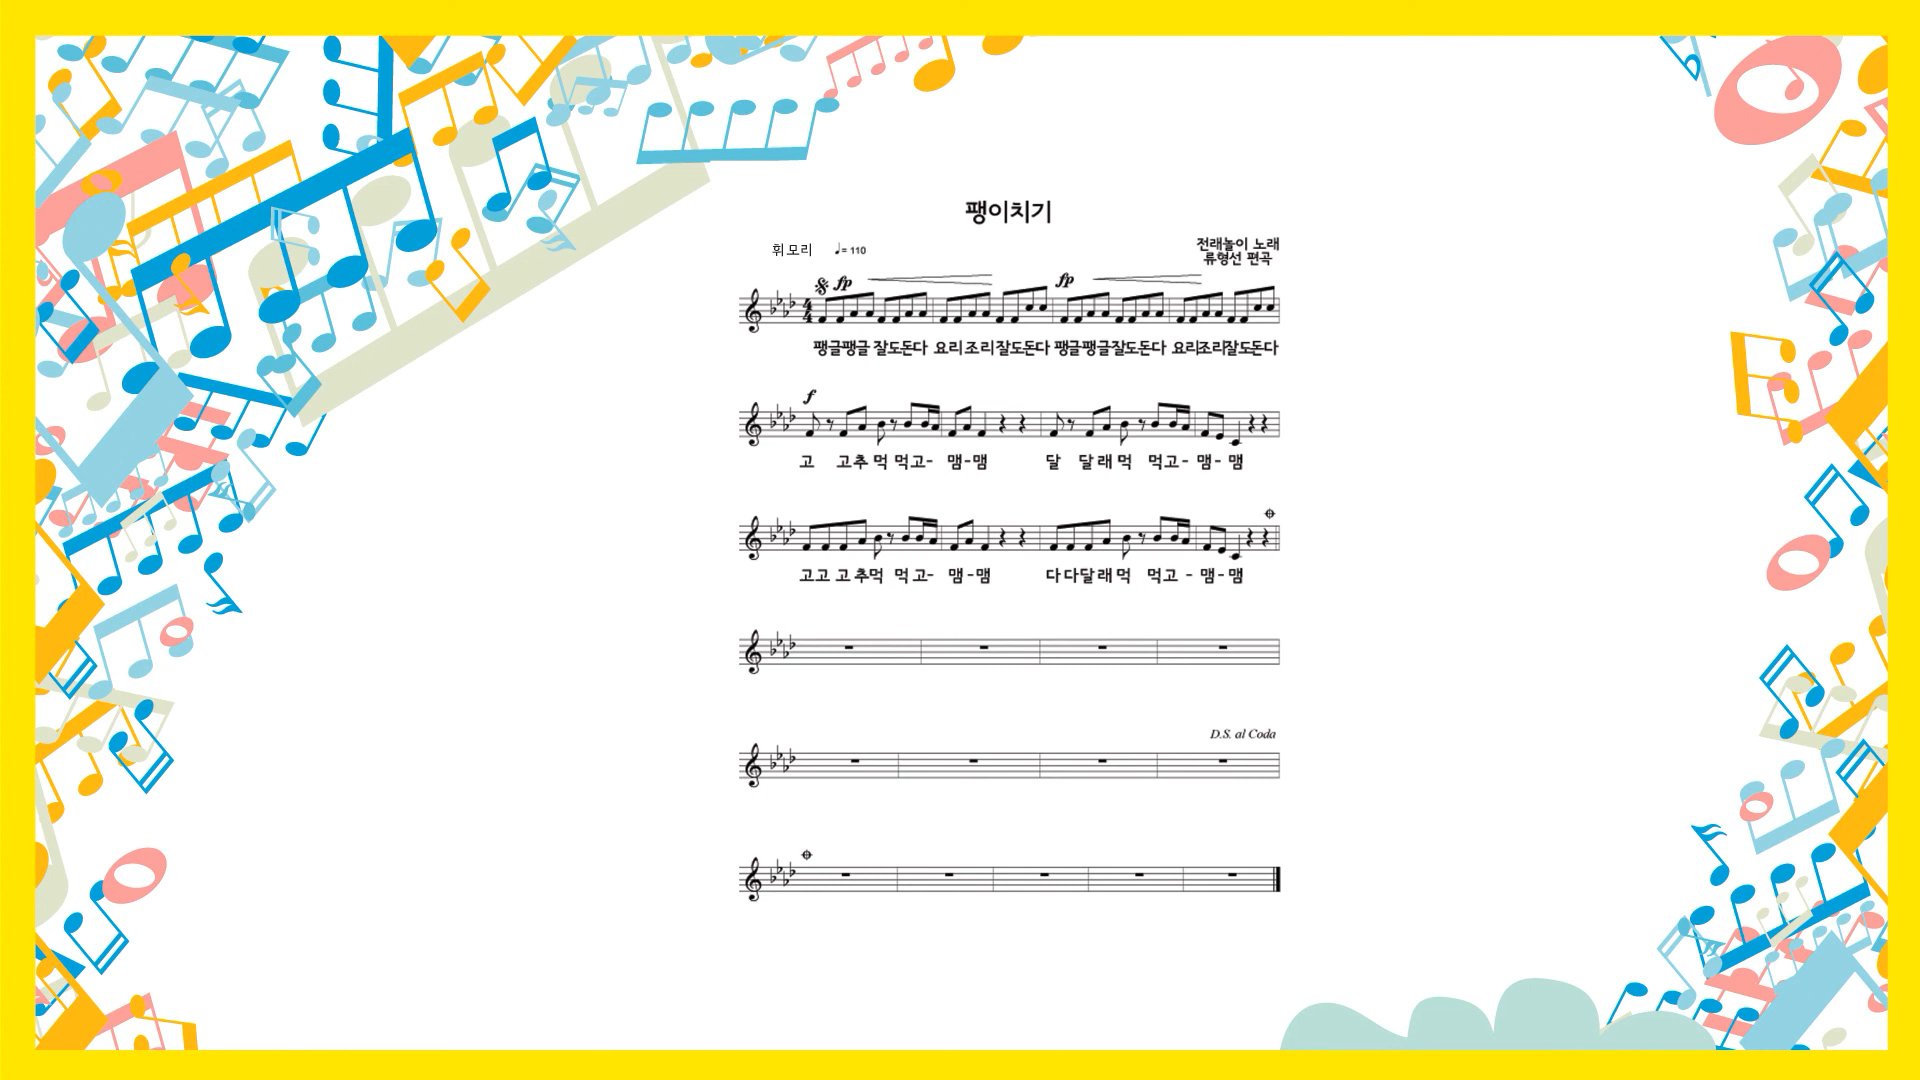 팽이치기
휘모리 ♩= 110 전래놀이 노래
류형선 편곡
fp fp
팽글팽글 잘도돈다 요리조리잘도돈다 팽글팽글잘도돈다 요리조리잘도돈다
f
고 고추 먹 먹고- 맴-맴 달 달래 먹 먹고- 맴- 맴
고고 고 추먹 먹 고- 맴-맴 다 다달 래 먹 먹고 - 맴- 맴
D.S. al Coda